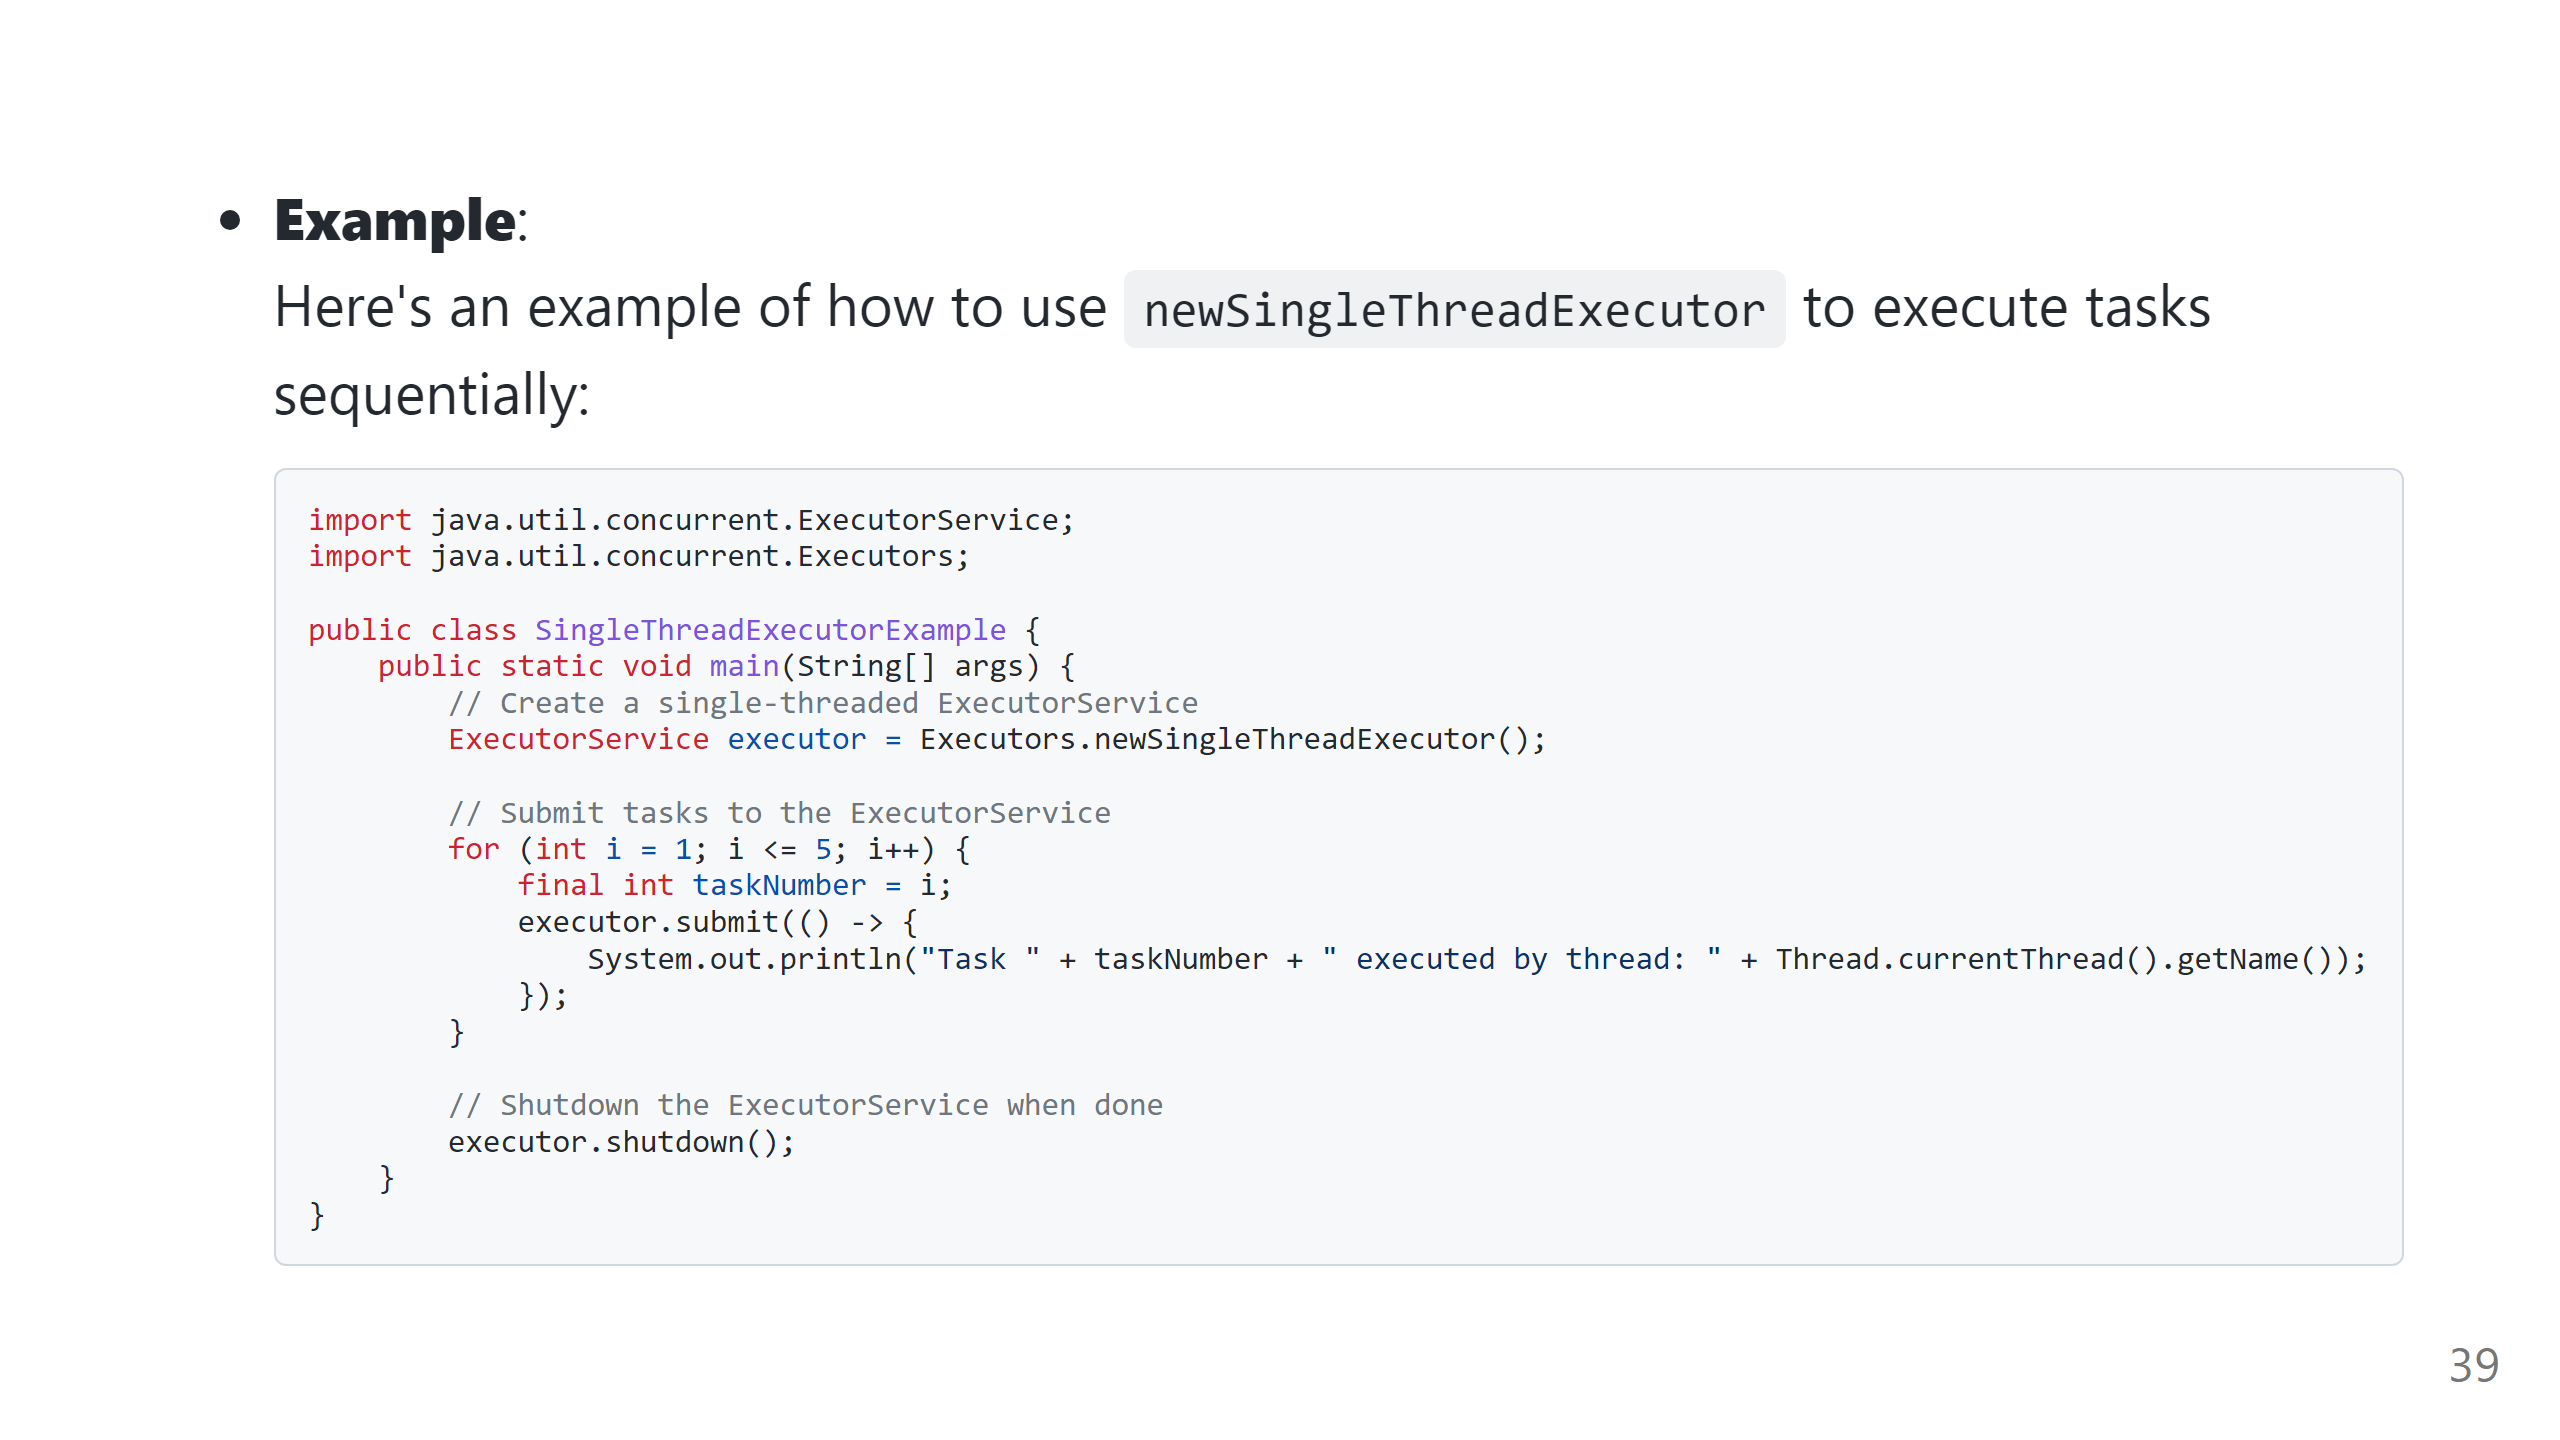 • Example:
Here's an example of how to use newSingleThreadExecutor to execute tasks
sequentially:
import java.util.concurrent.ExecutorService;
import java.util.concurrent.Executors;

public class SingleThreadExecutorExample {
    public static void main(String[] args) {
        // Create a single-threaded ExecutorService
        ExecutorService executor = Executors.newSingleThreadExecutor();

        // Submit tasks to the ExecutorService
        for (int i = 1; i <= 5; i++) {
            final int taskNumber = i;
            executor.submit(() -> {
                System.out.println("Task " + taskNumber + " executed by thread: " + Thread.currentThread().getName());
            });
        }

        // Shutdown the ExecutorService when done
        executor.shutdown();
    }
}
39